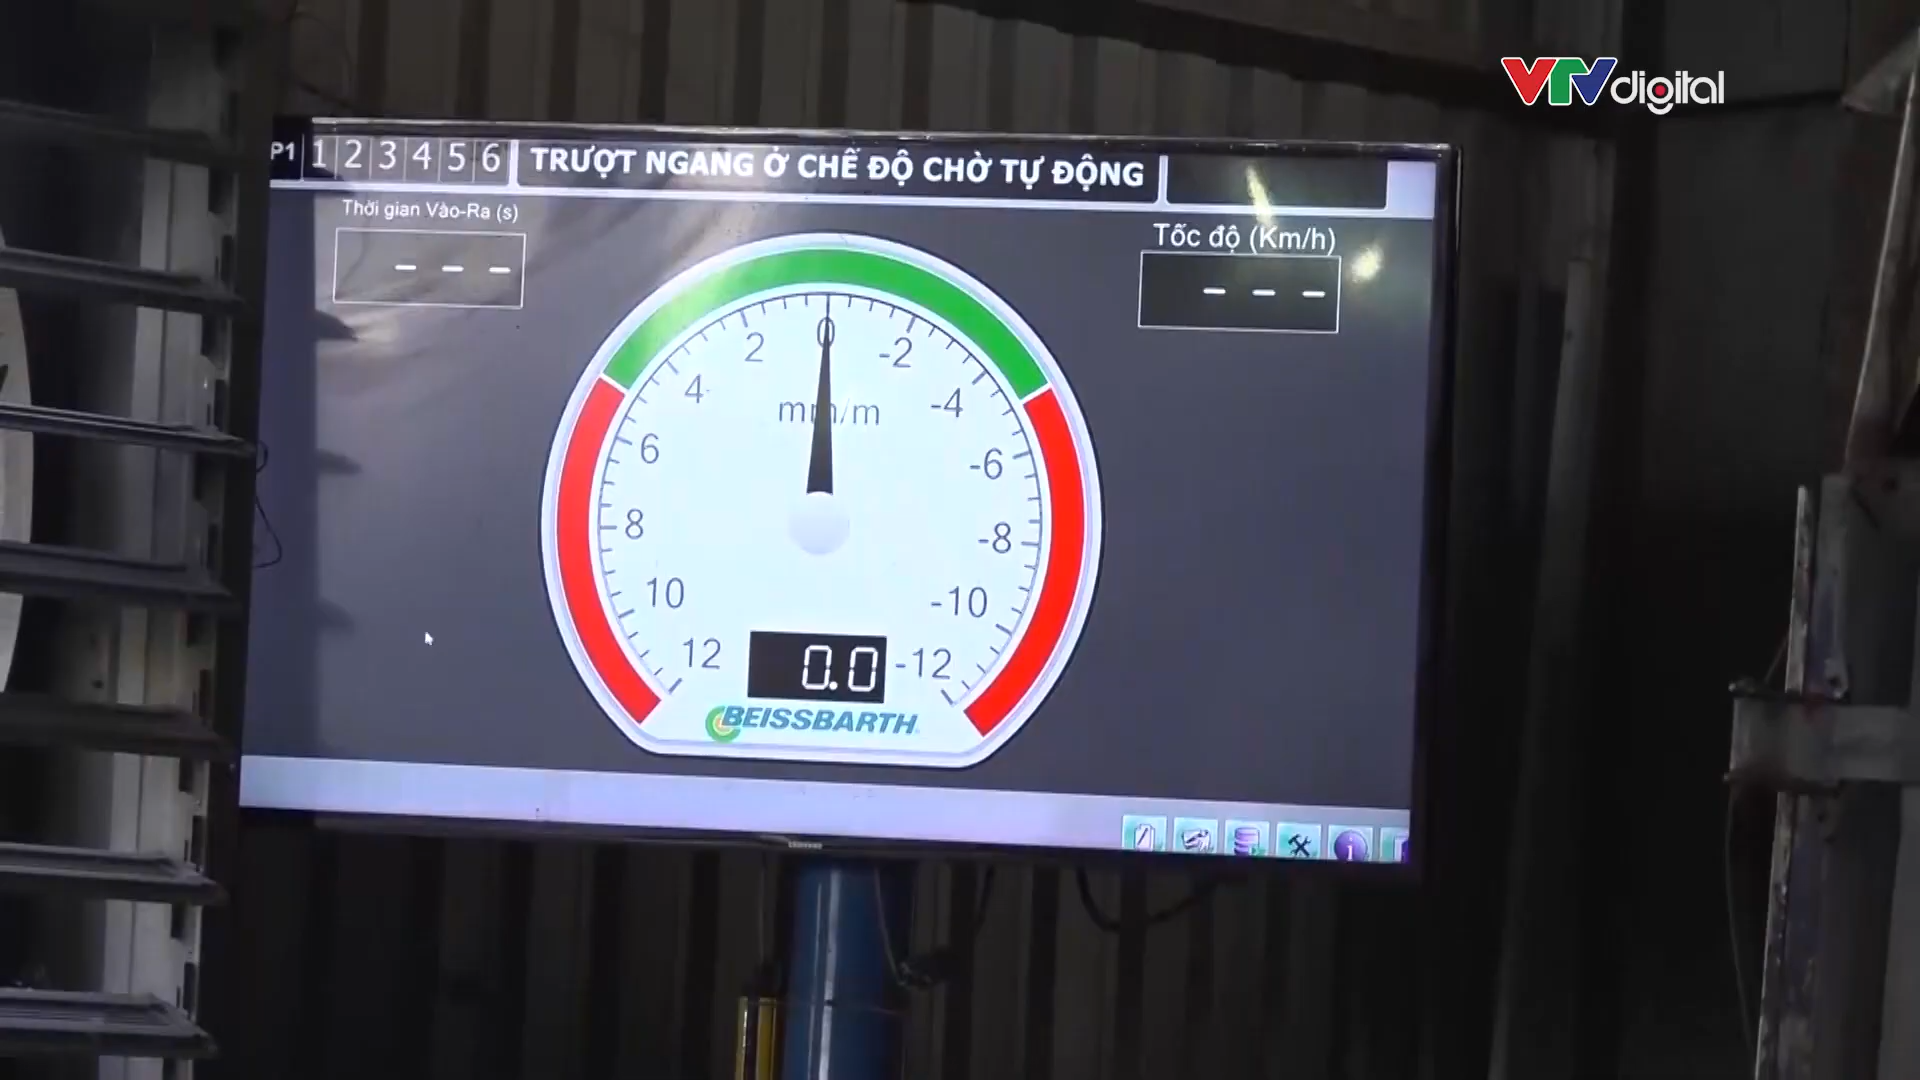 VTVdigital
P1 1 2 3 4 5 6 TRƯỢT NGANG Ở CHẾ ĐỘ CHỜ TỰ ĐỘNG
Thời gian Vào-Ra (s)
- - -
Tốc độ (Km/h)
- - -
0
2 -2
4 -4
mm/m
6 -6
8 -8
10 -10
12 0.0 -12
BEISSBARTH